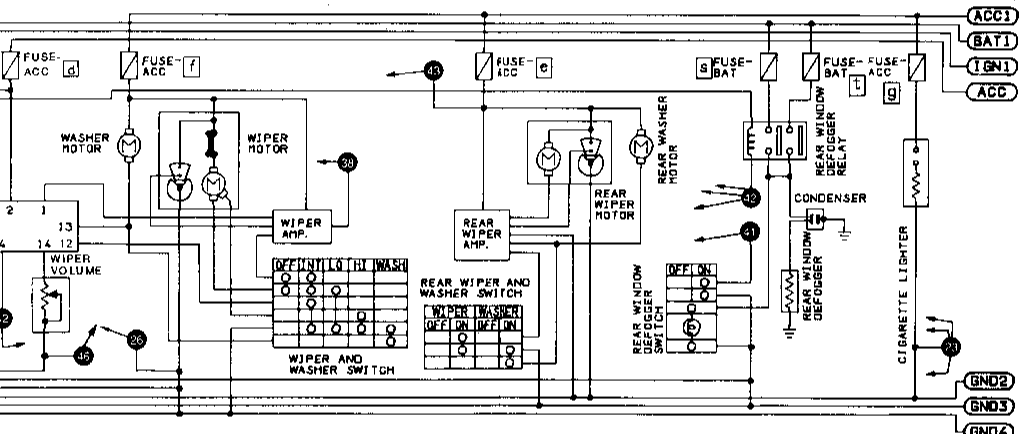 ACC1
BAT1
IGN1
ACC
FUSE-
ACC
d
FUSE-
ACC
f
43
FUSE-
ACC
e
s
FUSE-
BAT
FUSE-
BAT
t
FUSE-
ACC
g
WASHER
MOTOR
WIPER
MOTOR
38
REAR WASHER
MOTOR
REAR
WIPER MOTOR
REAR WINDOW
DEFOGGER
RELAY
CONDENSER
42
41
2
1
13
4
14
12
WIPER
VOLUME
WIPER
AMP.
REAR
WIPER
AMP.
OFF
INT
LO
HI
WASH
WIPER AND
WASHER SWITCH
REAR WIPER AND
WASHER SWITCH
WIPER
WASHER
OFF
ON
OFF
ON
OFF
ON
REAR WINDOW
DEFOGGER
SWITCH
REAR WINDOW
DEFOGGER
CIGARETTE LIGHTER
26
GND2
GND3
GND4